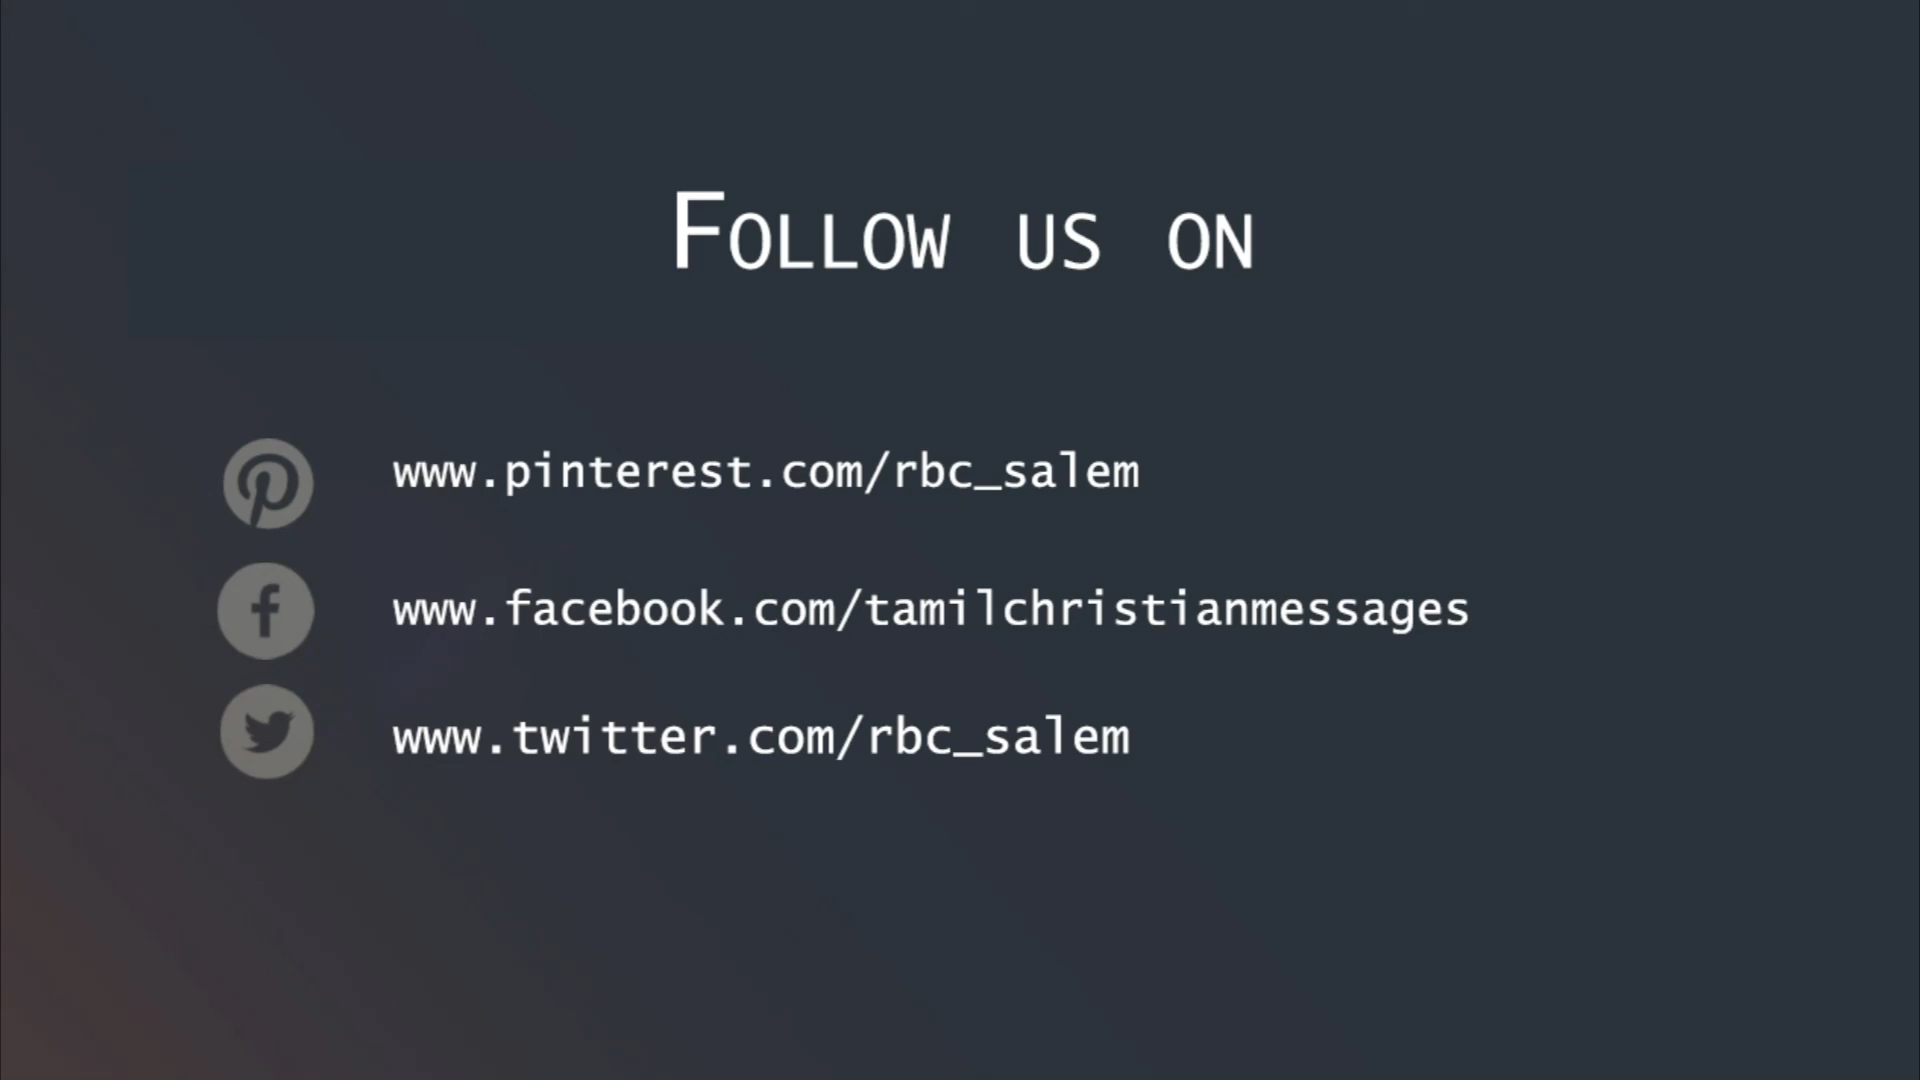 Follow us on
www.pinterest.com/rbc_salem
www.facebook.com/tamilchristianmessages
www.twitter.com/rbc_salem